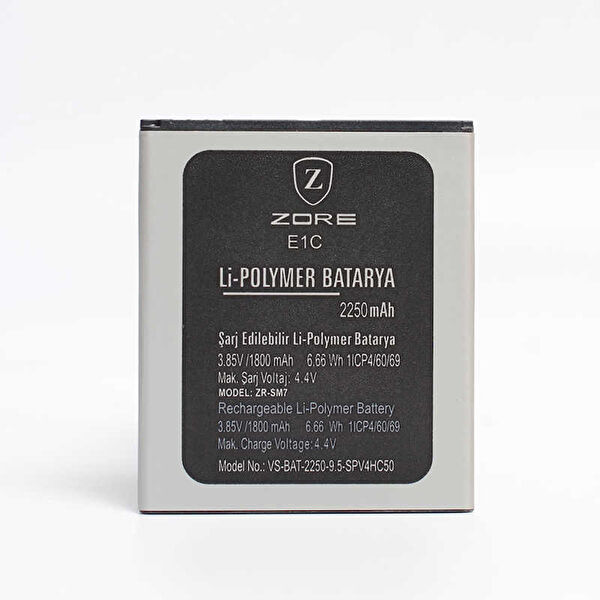 Z
ZORE
E1C
Li-POLYMER BATARYA
2250mAh
Şarj Edilebilir Li-Polymer Batarya
3.85V/1800 mAh 6.66 Wh 1ICP4/60/69
Mak. Şarj Voltaj: 4.4V
MODEL: ZR-SM7
Rechargeable Li-Polymer Battery
3.85V/1800 mAh 6.66 Wh 1ICP4/60/69
Mak. Charge Voltage: 4.4V
Model No: VS-BAT-2250-9.5-SPV4HC50